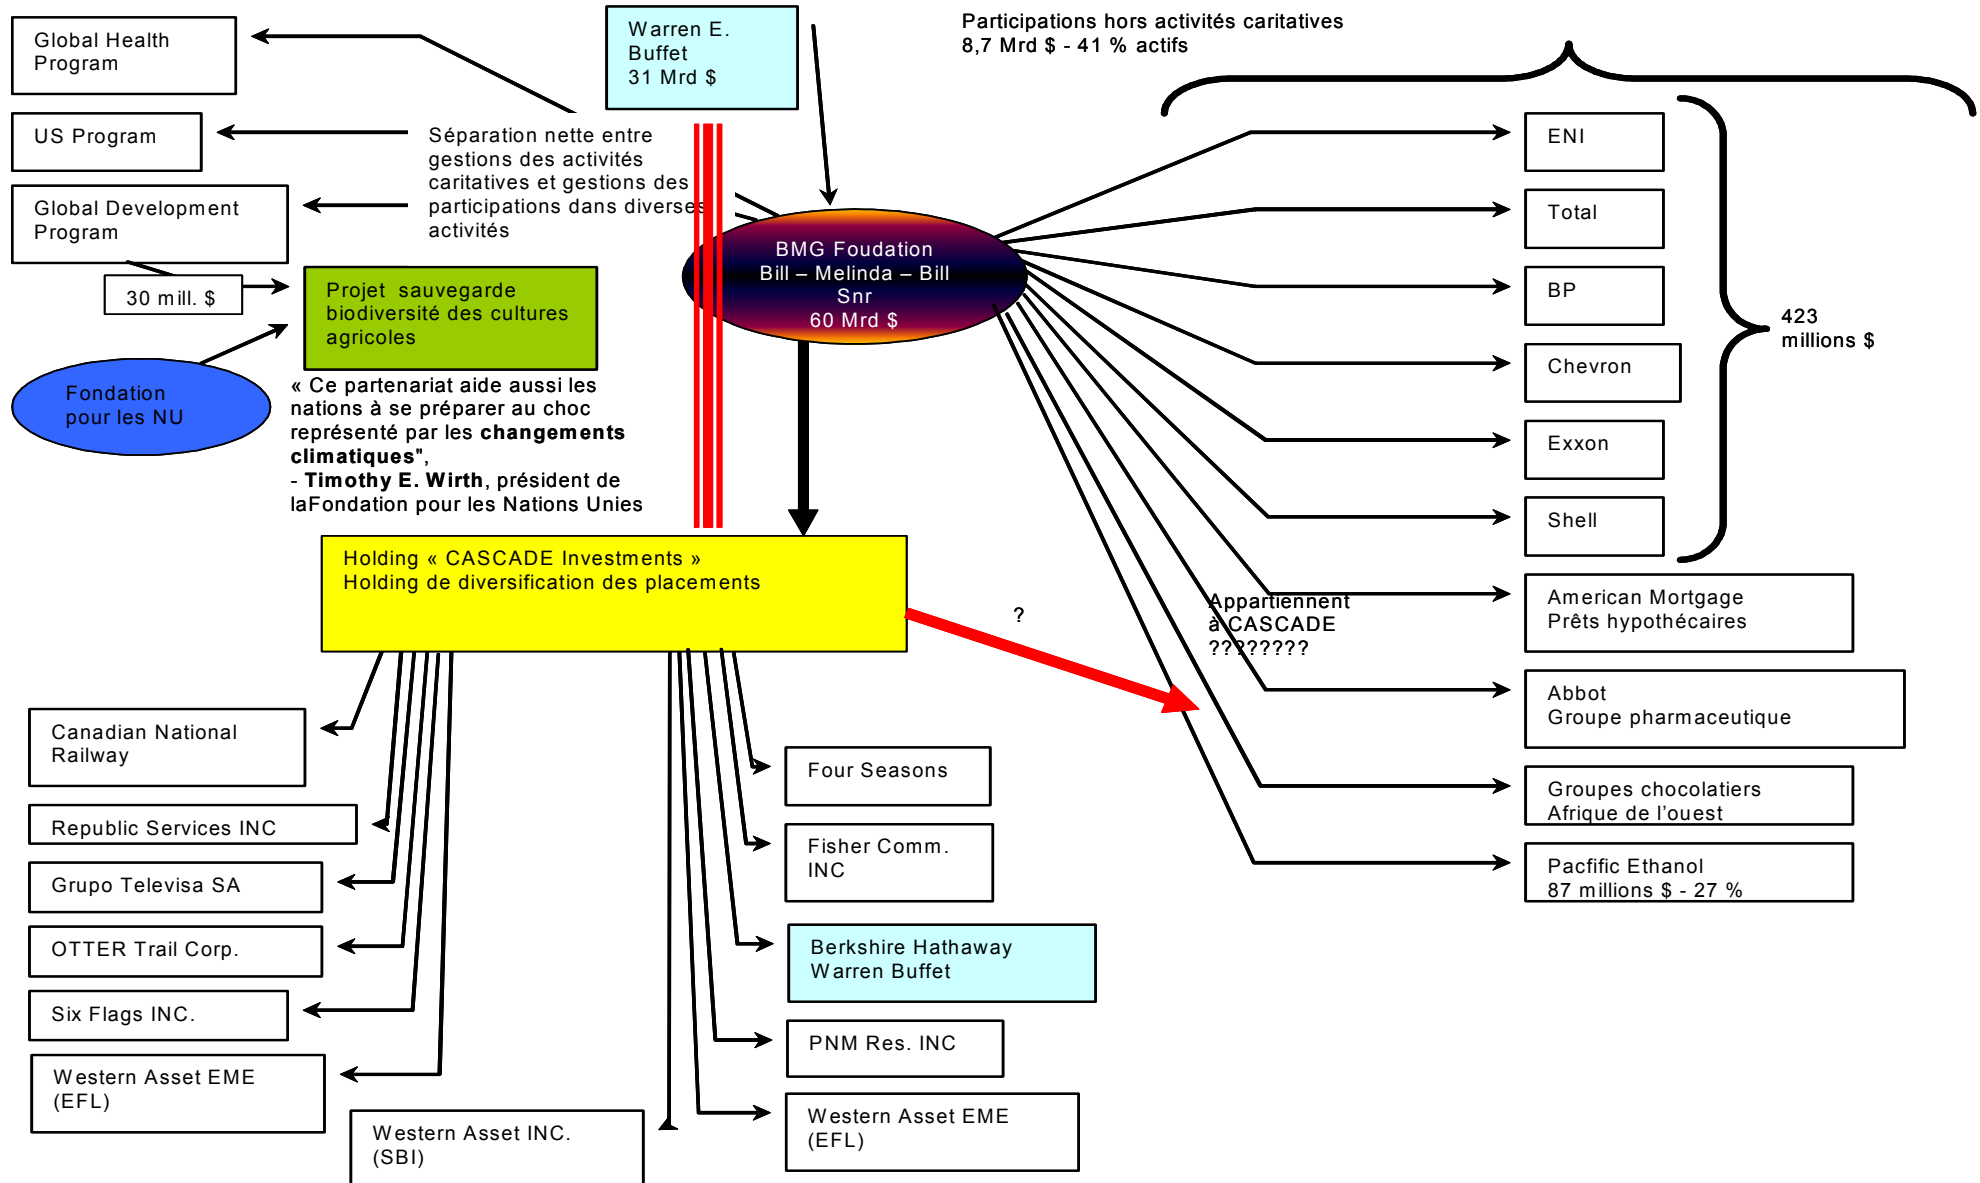 Global Health
Program
Warren E.
Buffet
31 Mrd $
Participations hors activités caritatives
8,7 Mrd $ - 41 % actifs
US Program
Séparation nette entre
gestions des activités
caritatives et gestions des
participations dans diverses
activités
Global Development
Program
30 mill. $
Projet sauvegarde
biodiversité des cultures
agricoles
Fondation
pour les NU
« Ce partenariat aide aussi les
nations à se préparer au choc
représenté par les changements
climatiques",
- Timothy E. Wirth, président de
laFondation pour les Nations Unies
BMG Foudation
Bill – Melinda – Bill
Snr
60 Mrd $
ENI
Total
BP
Chevron
Exxon
Shell
423
millions $
American Mortgage
Prêts hypothécaires
Abbot
Groupe pharmaceutique
Groupes chocolatiers
Afrique de l'ouest
Pacfific Ethanol
87 millions $ - 27 %
Holding « CASCADE Investments »
Holding de diversification des placements
?
Appartiennent
à CASCADE
????????
Canadian National
Railway
Republic Services INC
Grupo Televisa SA
OTTER Trail Corp.
Six Flags INC.
Western Asset EME
(EFL)
Western Asset INC.
(SBI)
Four Seasons
Fisher Comm.
INC
Berkshire Hathaway
Warren Buffet
PNM Res. INC
Western Asset EME
(EFL)